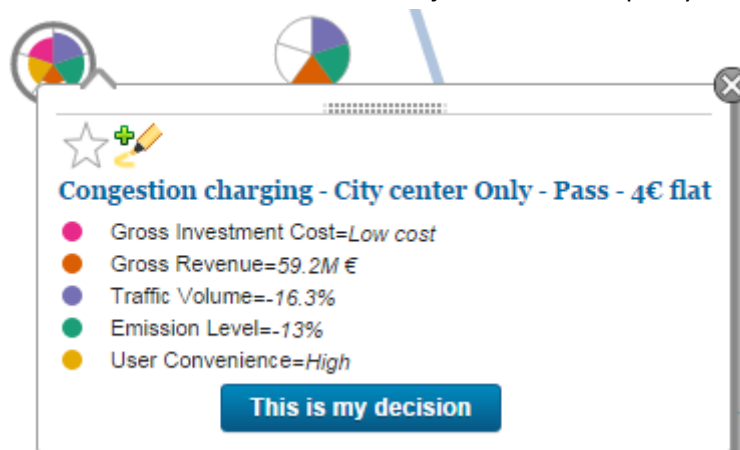 Congestion charging - City center Only - Pass - 4€ flat
Gross Investment Cost=Low cost
Gross Revenue=59.2M €
Traffic Volume=-16.3%
Emission Level=-13%
User Convenience=High
This is my decision